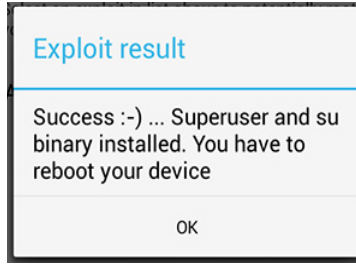 Exploit result
Success :-) ... Superuser and su
binary installed. You have to
reboot your device
OK